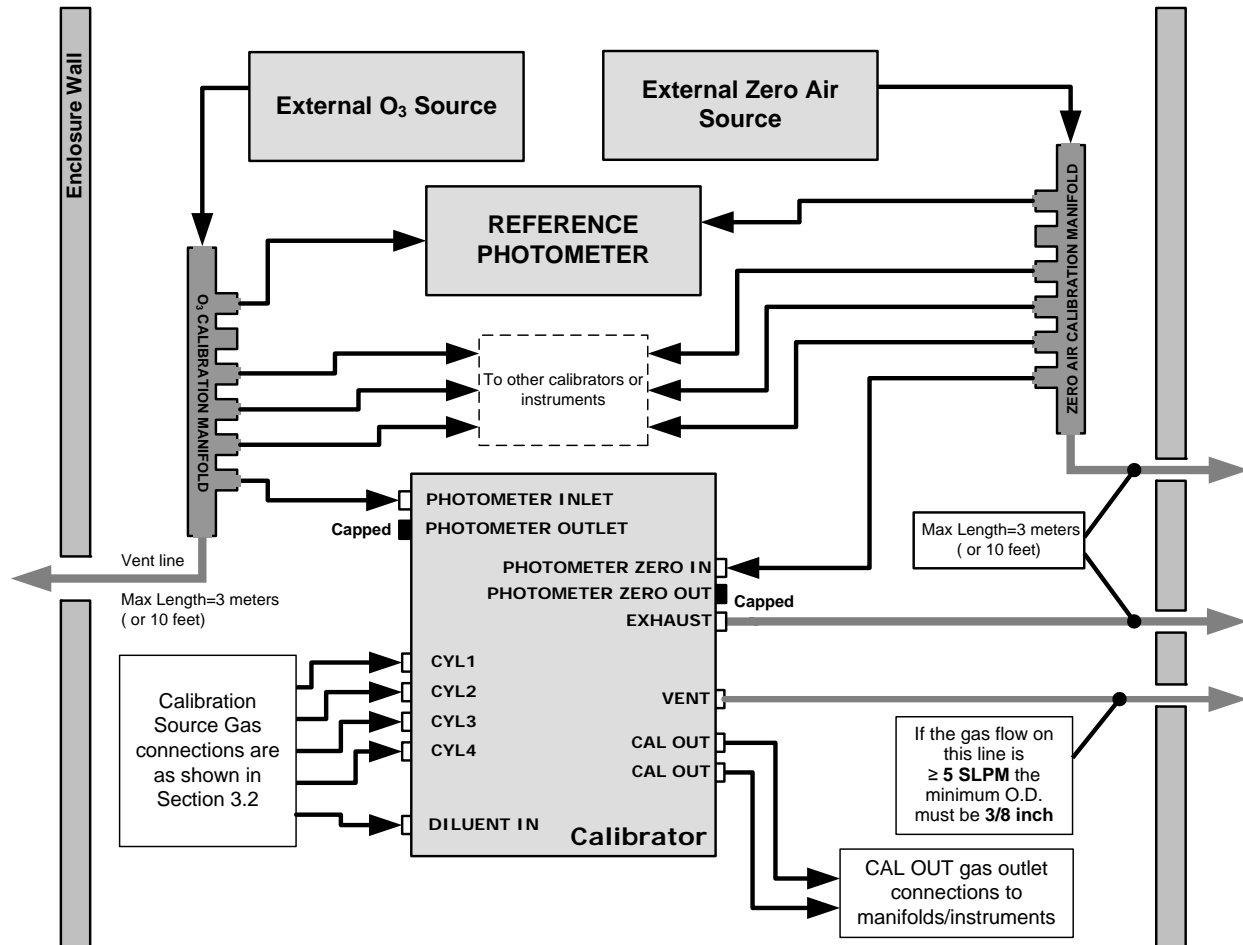 Enclosure Wall
External O₃ Source
External Zero Air
Source
REFERENCE
PHOTOMETER
O₃ CALIBRATION MANIFOLD
ZERO AIR CALIBRATION MANIFOLD
To other calibrators or
instruments
PHOTOMETER INLET
Capped
PHOTOMETER OUTLET
PHOTOMETER ZERO IN
PHOTOMETER ZERO OUT
Capped
EXHAUST
Max Length=3 meters
( or 10 feet)
Vent line
Max Length=3 meters
( or 10 feet)
Calibration
Source Gas
connections are
as shown in
Section 3.2
CYL1
CYL2
CYL3
CYL4
DILUENT IN
VENT
CAL OUT
CAL OUT
Calibrator
If the gas flow on
this line is
≥ 5 SLPM the
minimum O.D.
must be 3/8 inch
CAL OUT gas outlet
connections to
manifolds/instruments